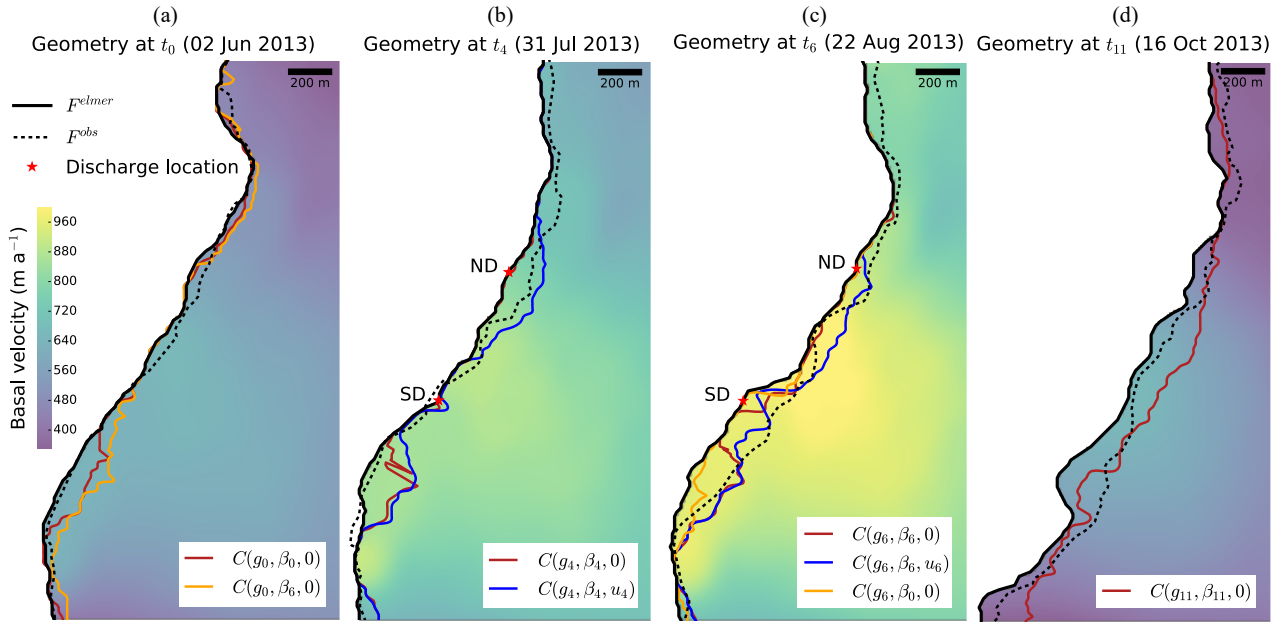 (a)
Geometry at t₀ (02 Jun 2013)
200 m
F^elmer
F^obs
Discharge location
Basal velocity (m a⁻¹)
960
880
800
720
640
560
480
400
C(g₀, β₀, 0)
C(g₀, β₆, 0)
(b)
Geometry at t₄ (31 Jul 2013)
200 m
ND
SD
C(g₄, β₄, 0)
C(g₄, β₄, u₄)
(c)
Geometry at t₆ (22 Aug 2013)
200 m
ND
SD
C(g₆, β₆, 0)
C(g₆, β₆, u₆)
C(g₆, β₀, 0)
(d)
Geometry at t₁₁ (16 Oct 2013)
200 m
C(g₁₁, β₁₁, 0)